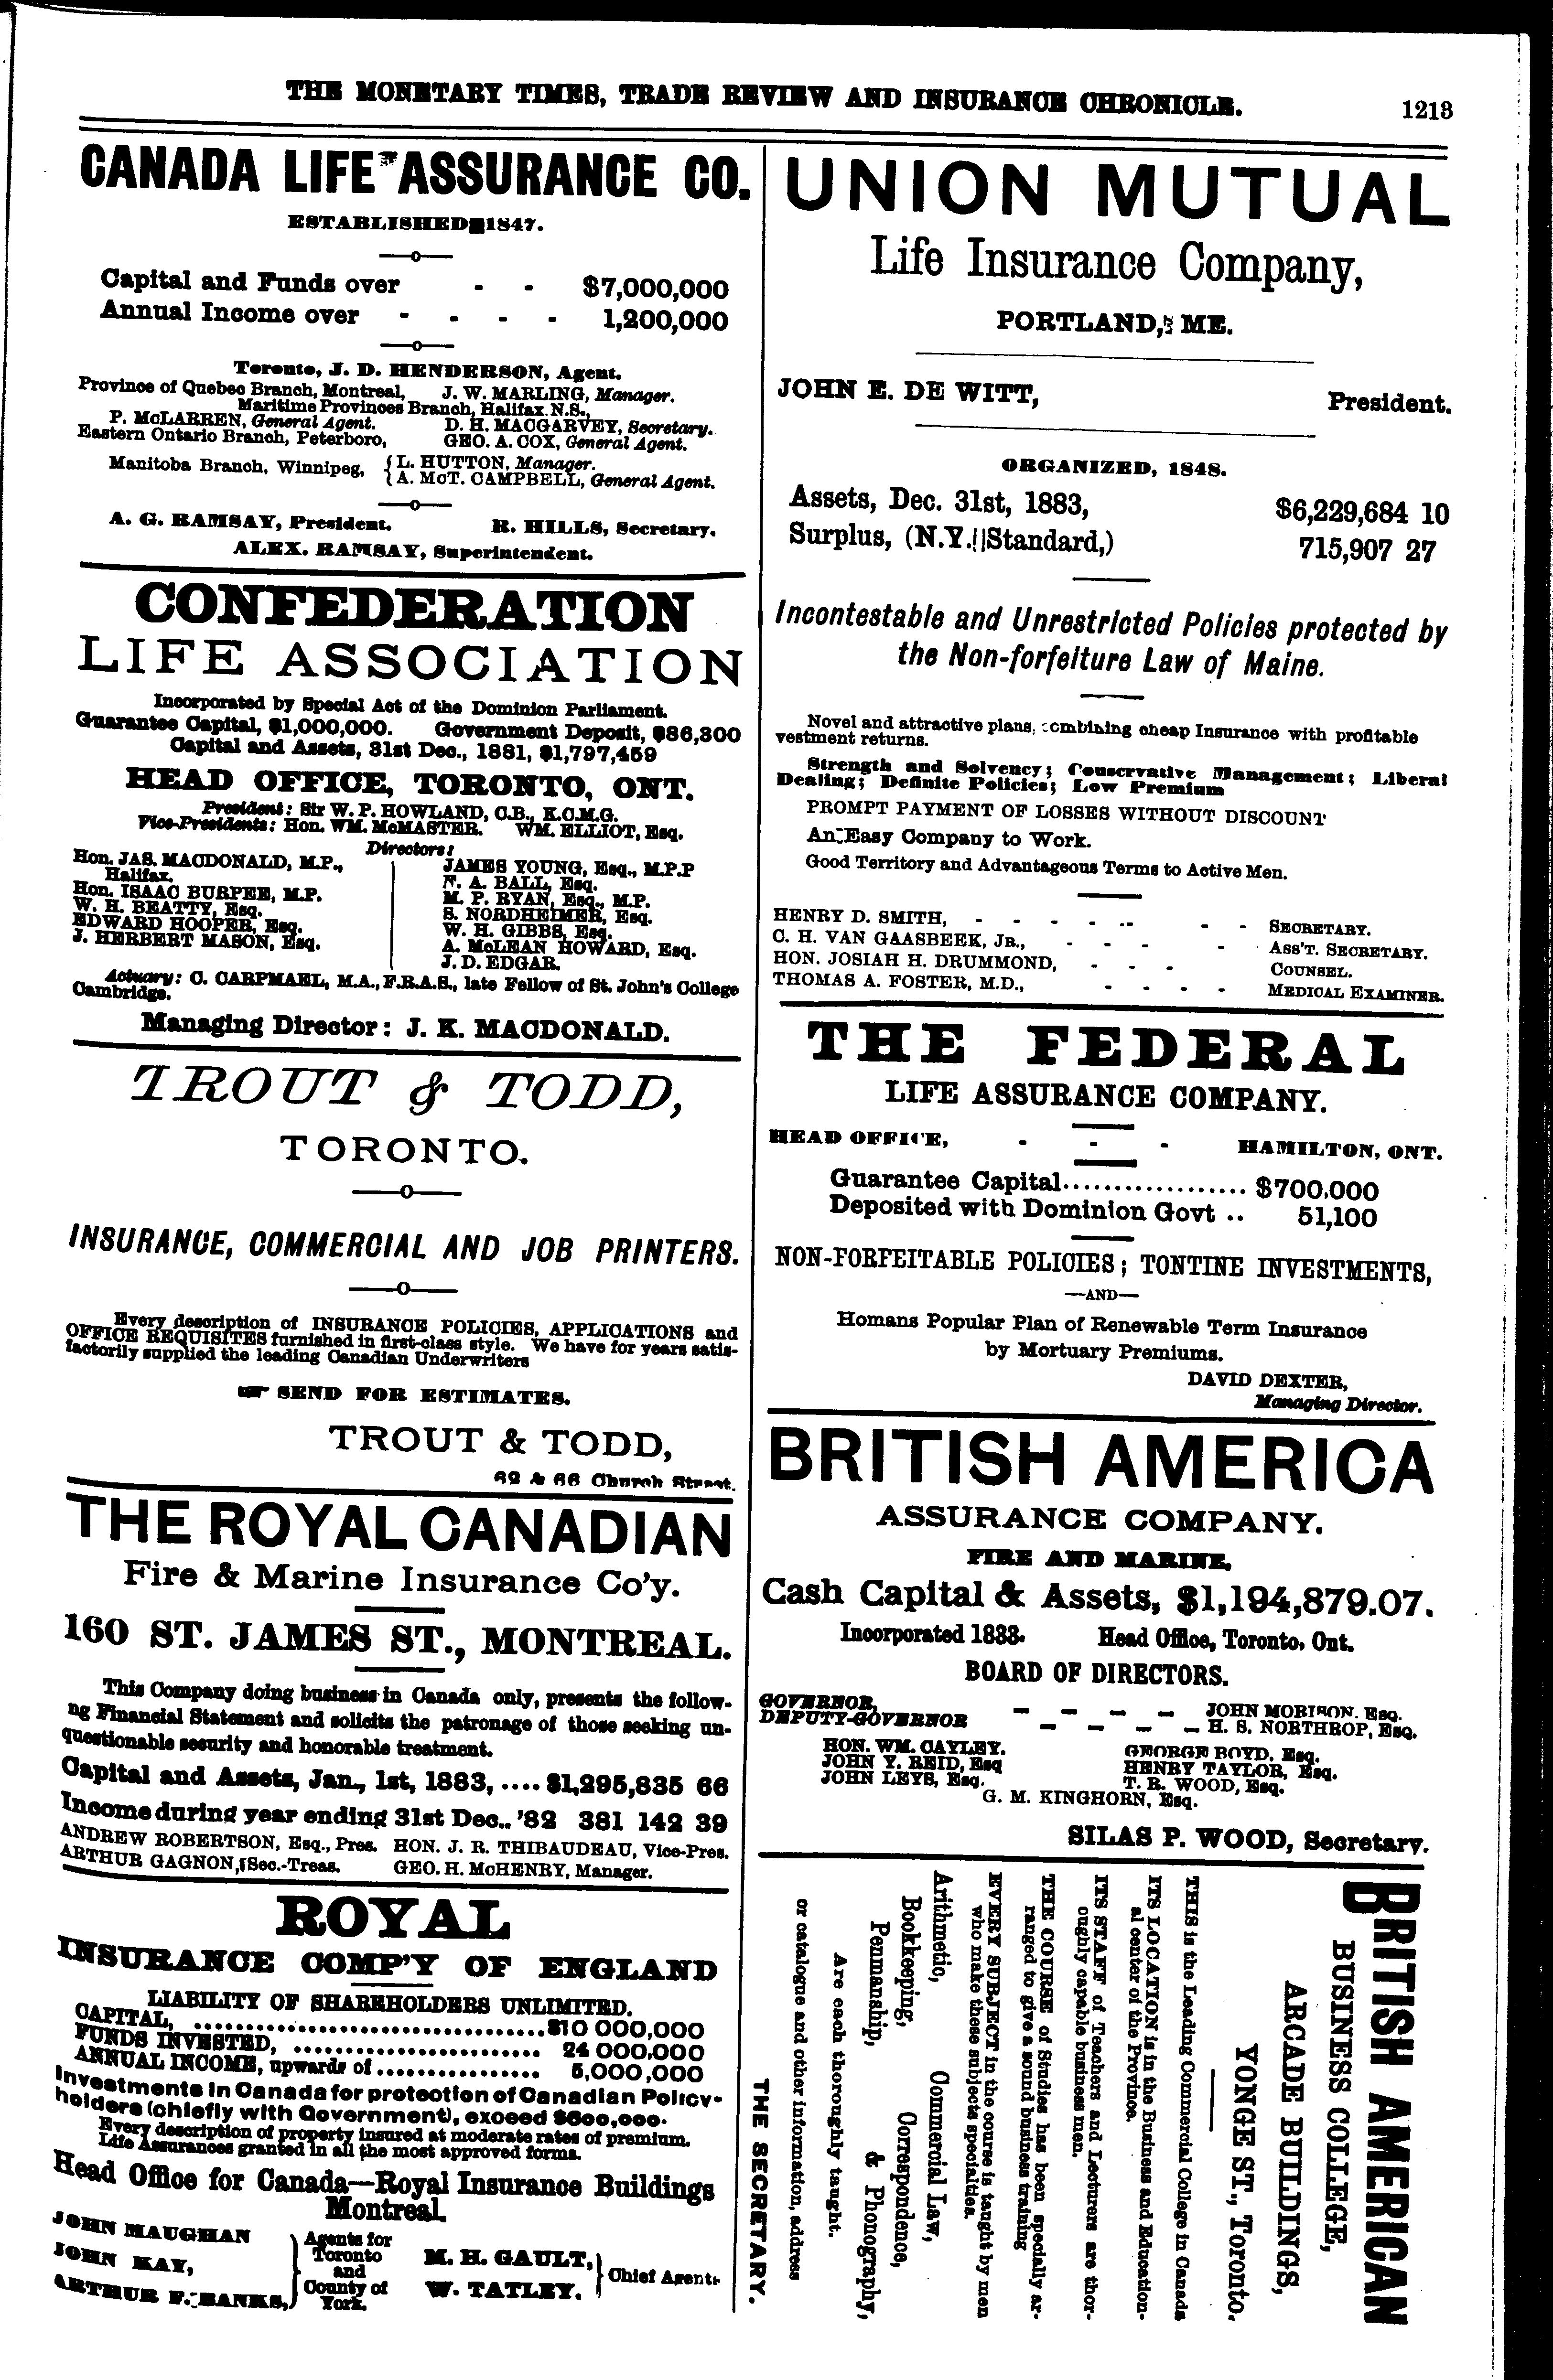 THE MONETARY TIMES, TRADE REVIEW AND INSURANCE CHRONICLE. 1213
CANADA LIFE ASSURANCE CO.
ESTABLISHED 1847.
Capital and Funds over - - $7,000,000
Annual Income over - - - - 1,200,000
Toronto, J. D. HENDERSON, Agent.
Province of Quebec Branch, Montreal, J. W. MARLING, Manager.
Maritime Provinces Branch, Halifax. N.S.,
P. McLARREN, General Agent. D. H. MACGARVEY, Secretary.
Eastern Ontario Branch, Peterboro, GEO. A. COX, General Agent.
Manitoba Branch, Winnipeg, { L. HUTTON, Manager.
{ A. McT. CAMPBELL, General Agent.
A. G. RAMSAY, President. R. HILLS, Secretary.
ALEX. RAMSAY, Superintendent.
CONFEDERATION
LIFE ASSOCIATION
Incorporated by Special Act of the Dominion Parliament.
Guarantee Capital, $1,000,000. Government Deposit, $86,300
Capital and Assets, 31st Dec., 1881, $1,797,459
HEAD OFFICE, TORONTO, ONT.
President: Sir W. P. HOWLAND, C.B., K.C.M.G.
Vice-Presidents: Hon. WM. McMASTER. WM. ELLIOT, Esq.
Directors:
Hon. JAS. MACDONALD, M.P.,
Halifax.
Hon. ISAAC BURPEE, M.P.
W. H. BEATTY, Esq.
EDWARD HOOPER, Esq.
J. HERBERT MASON, Esq.
JAMES YOUNG, Esq., M.P.P
F. A. BALL, Esq.
M. P. RYAN, Esq., M.P.
S. NORDHEIMER, Esq.
W. H. GIBBS, Esq.
A. McLEAN HOWARD, Esq.
J. D. EDGAR.
Actuary: C. CARPMAEL, M.A., F.R.A.S., late Fellow of St. John's College
Cambridge.
Managing Director: J. K. MACDONALD.
TROUT & TODD,
TORONTO.
INSURANCE, COMMERCIAL AND JOB PRINTERS.
Every description of INSURANCE POLICIES, APPLICATIONS and
OFFICE REQUISITES furnished in first-class style. We have for years satis-
factorily supplied the leading Canadian Underwriters
☞ SEND FOR ESTIMATES.
TROUT & TODD,
62 & 66 Church Street.
THE ROYAL CANADIAN
Fire & Marine Insurance Co'y.
160 ST. JAMES ST., MONTREAL.
This Company doing business in Canada only, presents the follow-
ng Financial Statement and solicits the patronage of those seeking un-
questionable security and honorable treatment.
Capital and Assets, Jan., 1st, 1883, .... $1,295,835 66
Income during year ending 31st Dec.. '82 381 142 39
ANDREW ROBERTSON, Esq., Pres. HON. J. R. THIBAUDEAU, Vice-Pres.
ARTHUR GAGNON, Sec.-Treas. GEO. H. McHENRY, Manager.
ROYAL
INSURANCE COMP'Y OF ENGLAND
LIABILITY OF SHAREHOLDERS UNLIMITED.
CAPITAL, ........ $10 000,000
FUNDS INVESTED, ........ 24 000,000
ANNUAL INCOME, upwards of ........ 5,000,000
Investments in Canada for protection of Canadian Policy-
holders (chiefly with Government), exceed $600,000.
Every description of property insured at moderate rates of premium.
Life Assurances granted in all the most approved forms.
Head Office for Canada—Royal Insurance Buildings
Montreal.
JOHN MAUGHAN
JOHN KAY,
ARTHUR F. BANKS,
Agents for
Toronto
and
County of
York.
M. H. GAULT,
W. TATLEY.
Chief Agents
UNION MUTUAL
Life Insurance Company,
PORTLAND, ME.
JOHN E. DE WITT, President.
ORGANIZED, 1848.
Assets, Dec. 31st, 1883, $6,229,684 10
Surplus, (N.Y. Standard,) 715,907 27
Incontestable and Unrestricted Policies protected by
the Non-forfeiture Law of Maine.
Novel and attractive plans, combining cheap Insurance with profitable
vestment returns.
Strength and Solvency; Conservative Management; Liberal
Dealing; Definite Policies; Low Premium
PROMPT PAYMENT OF LOSSES WITHOUT DISCOUNT
An Easy Company to Work.
Good Territory and Advantageous Terms to Active Men.
HENRY D. SMITH, - - - - - - - SECRETARY.
C. H. VAN GAASBEEK, JR., - - - - ASS'T. SECRETARY.
HON. JOSIAH H. DRUMMOND, - - - COUNSEL.
THOMAS A. FOSTER, M.D., - - - - MEDICAL EXAMINER.
THE FEDERAL
LIFE ASSURANCE COMPANY.
HEAD OFFICE, - - - HAMILTON, ONT.
Guarantee Capital.................. $700,000
Deposited with Dominion Govt .. 51,100
NON-FORFEITABLE POLICIES; TONTINE INVESTMENTS,
—AND—
Homans Popular Plan of Renewable Term Insurance
by Mortuary Premiums.
DAVID DEXTER,
Managing Director.
BRITISH AMERICA
ASSURANCE COMPANY.
FIRE AND MARINE.
Cash Capital & Assets, $1,194,879.07.
Incorporated 1833. Head Office, Toronto, Ont.
BOARD OF DIRECTORS.
GOVERNOR, - - - - JOHN MORISON, Esq.
DEPUTY-GOVERNOR - - - - H. S. NORTHROP, Esq.
HON. WM. CAYLEY. GEORGE BOYD, Esq.
JOHN Y. REID, Esq HENRY TAYLOR, Esq.
JOHN LEYS, Esq. T. R. WOOD, Esq.
G. M. KINGHORN, Esq.
SILAS P. WOOD, Secretary.
BRITISH AMERICAN
BUSINESS COLLEGE,
ARCADE BUILDINGS,
YONGE ST., Toronto.
THIS is the Leading Commercial College in Canada
ITS LOCATION is in the Business and Education-
al center of the Province.
ITS STAFF of Teachers and Lecturers are thor-
oughly capable business men.
THE COURSE of Studies has been specially ar-
ranged to give a sound business training
EVERY SUBJECT in the course is taught by men
who make these subjects specialties.
Arithmetic, Commercial Law,
Bookkeeping, Correspondence,
Penmanship, & Phonography,
Are each thoroughly taught.
or catalogue and other information, address
THE SECRETARY.